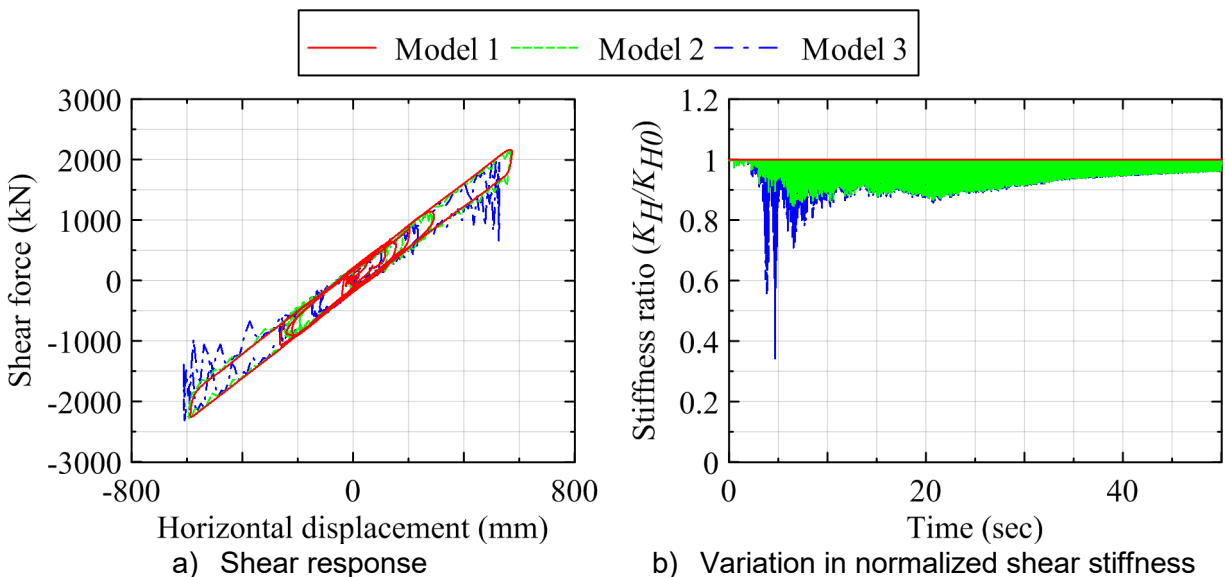 Model 1 Model 2 Model 3
Shear force (kN)
3000
2000
1000
0
-1000
-2000
-3000
-800 0 800
Horizontal displacement (mm)
a) Shear response
Stiffness ratio (K_H/K_H0)
1.2
1
0.8
0.6
0.4
0.2
0
0 20 40
Time (sec)
b) Variation in normalized shear stiffness